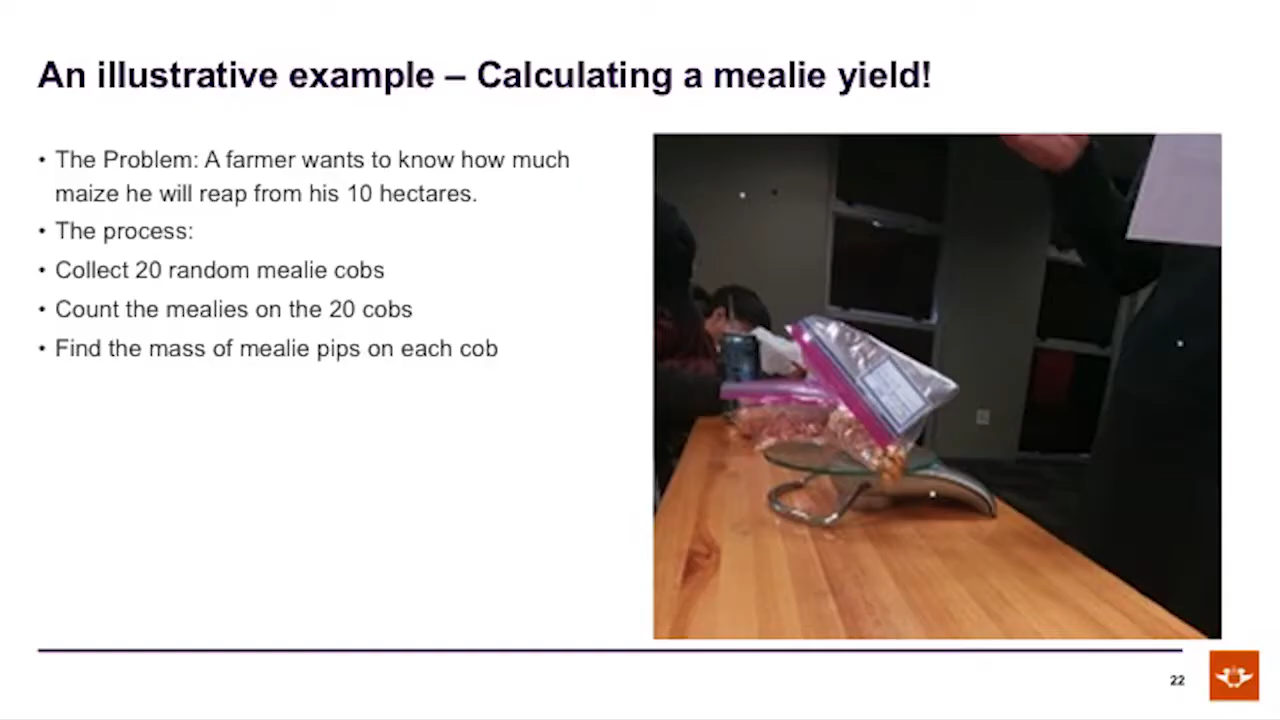 An illustrative example – Calculating a mealie yield!
• The Problem: A farmer wants to know how much
maize he will reap from his 10 hectares.
• The process:
• Collect 20 random mealie cobs
• Count the mealies on the 20 cobs
• Find the mass of mealie pips on each cob
22